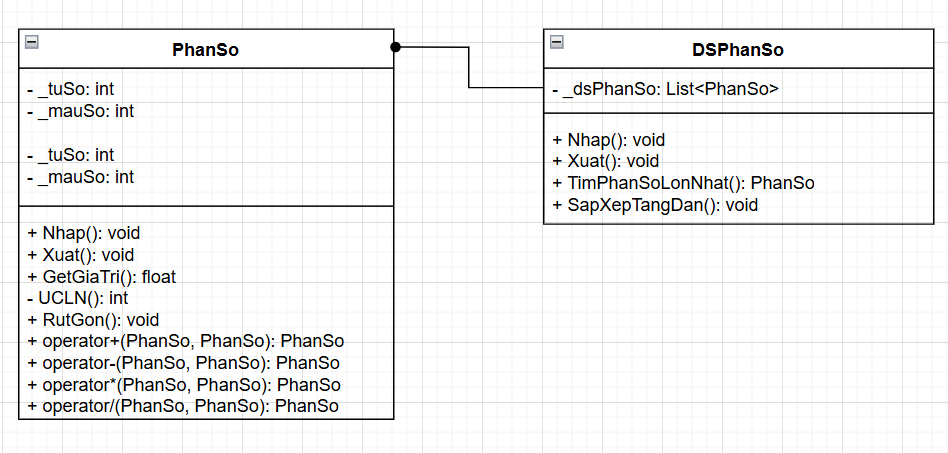 PhanSo
- _tuSo: int
- _mauSo: int
- _tuSo: int
- _mauSo: int
+ Nhap(): void
+ Xuat(): void
+ GetGiaTri(): float
- UCLN(): int
+ RutGon(): void
+ operator+(PhanSo, PhanSo): PhanSo
+ operator-(PhanSo, PhanSo): PhanSo
+ operator*(PhanSo, PhanSo): PhanSo
+ operator/(PhanSo, PhanSo): PhanSo
DSPhanSo
- _dsPhanSo: List<PhanSo>
+ Nhap(): void
+ Xuat(): void
+ TimPhanSoLonNhat(): PhanSo
+ SapXepTangDan(): void